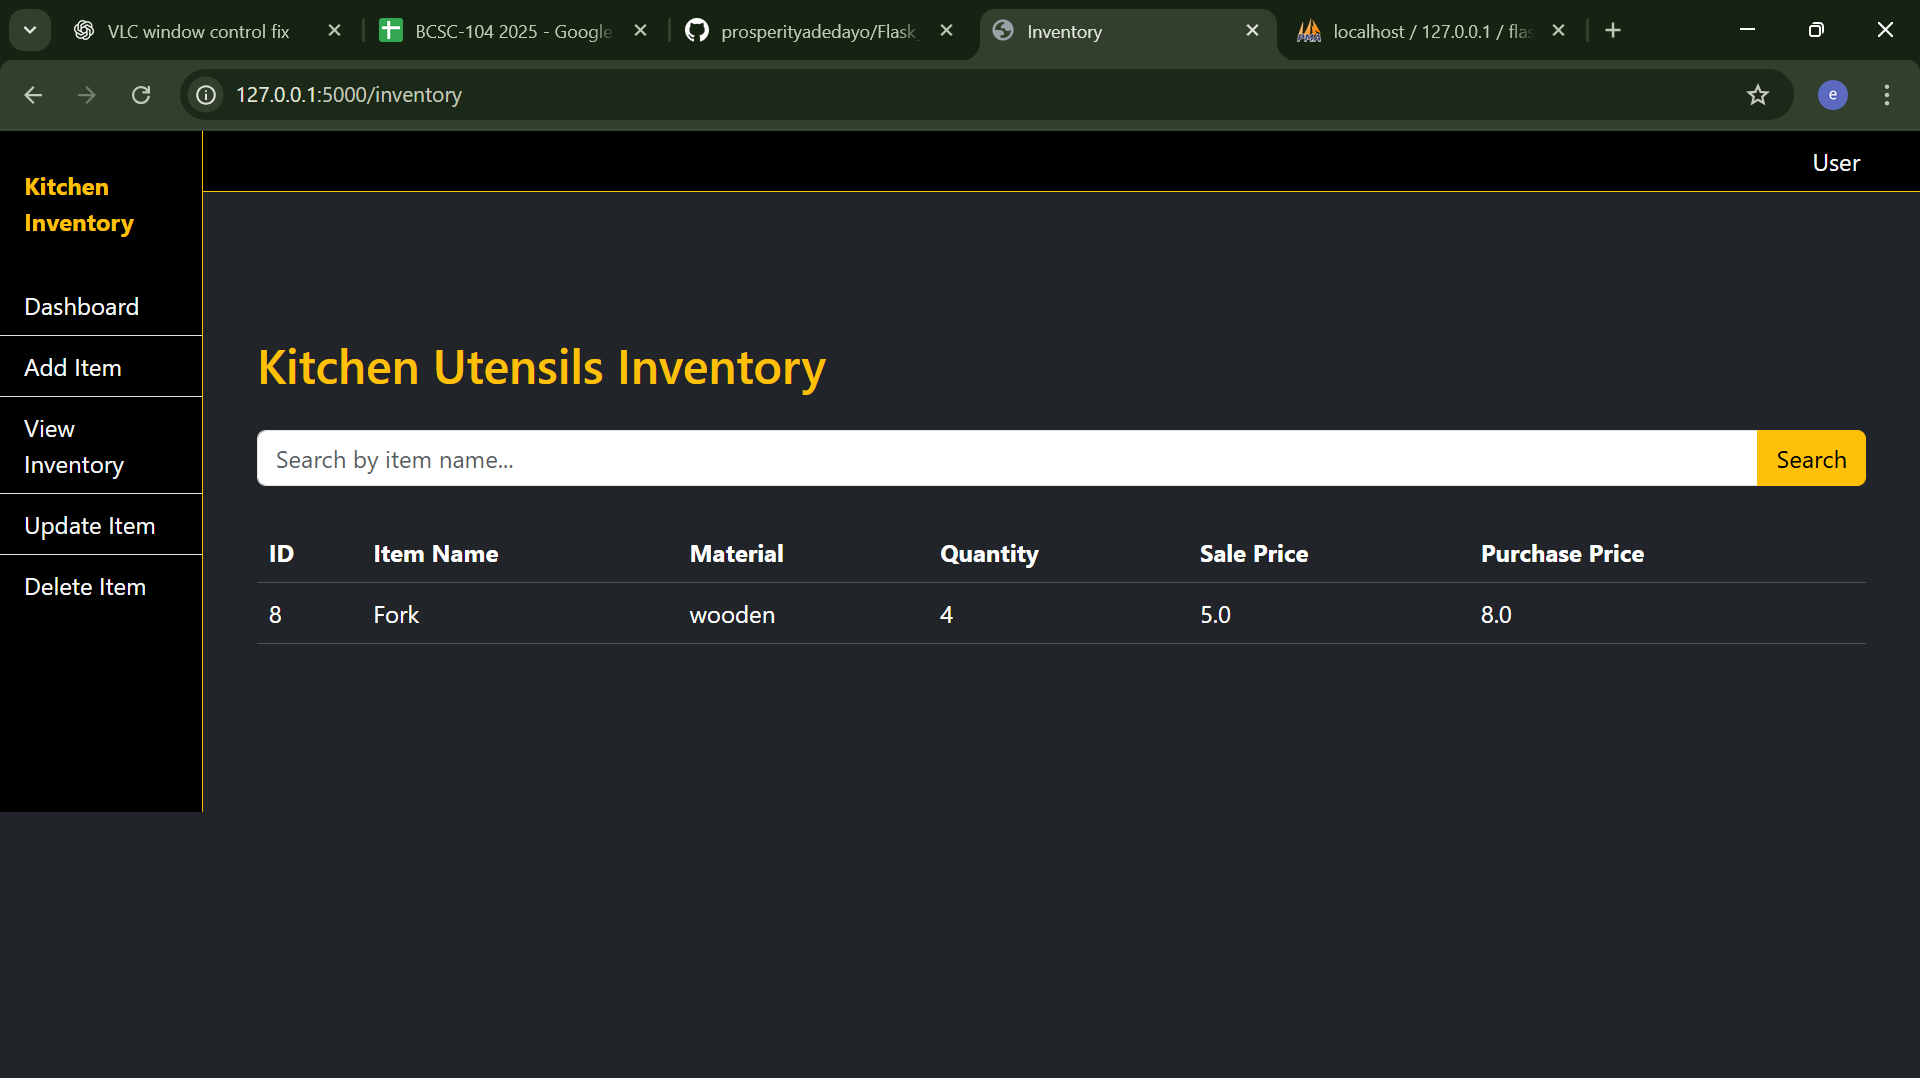 VLC window control fix
BCSC-104 2025 - Google
prosperityadedayo/Flask_
Inventory
localhost / 127.0.0.1 / flas
127.0.0.1:5000/inventory
e
User
Kitchen
Inventory
Dashboard
Add Item
View
Inventory
Update Item
Delete Item
Kitchen Utensils Inventory
Search by item name...
Search
ID Item Name Material Quantity Sale Price Purchase Price
8 Fork wooden 4 5.0 8.0